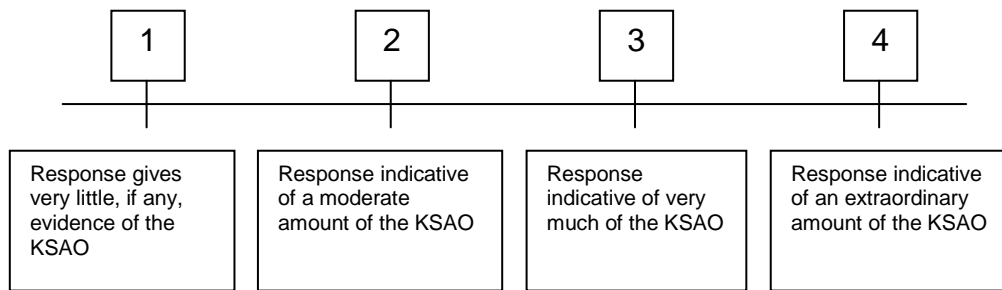 1
2
3
4
Response gives
very little, if any,
evidence of the
KSAO
Response indicative
of a moderate
amount of the KSAO
Response
indicative of very
much of the KSAO
Response indicative
of an extraordinary
amount of the KSAO